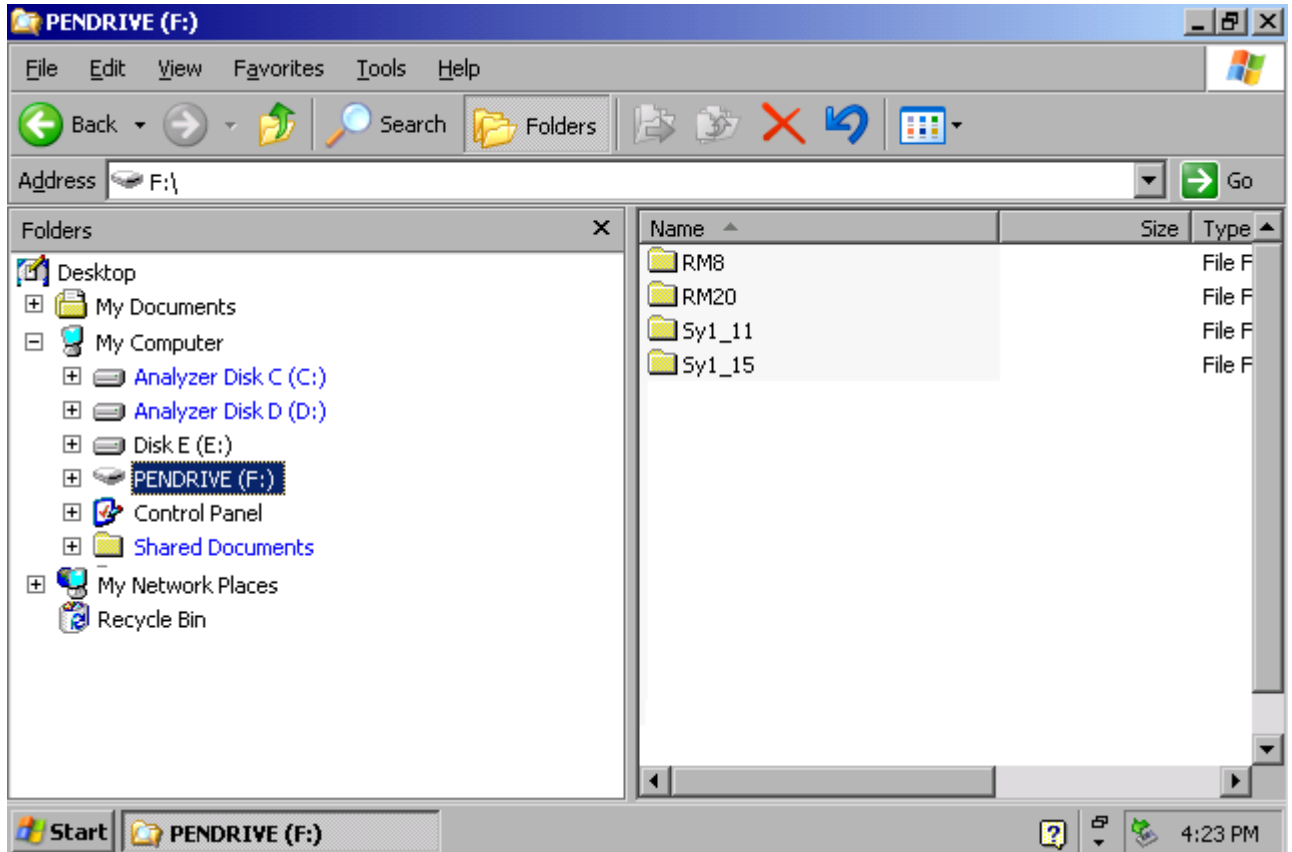 PENDRIVE (F:)
File Edit View Favorites Tools Help
Back Search Folders
Address F:\ Go
Folders
Desktop
My Documents
My Computer
Analyzer Disk C (C:)
Analyzer Disk D (D:)
Disk E (E:)
PENDRIVE (F:)
Control Panel
Shared Documents
My Network Places
Recycle Bin
Name Size Type
RM8 File F
RM20 File F
Sy1_11 File F
Sy1_15 File F
Start PENDRIVE (F:) 4:23 PM